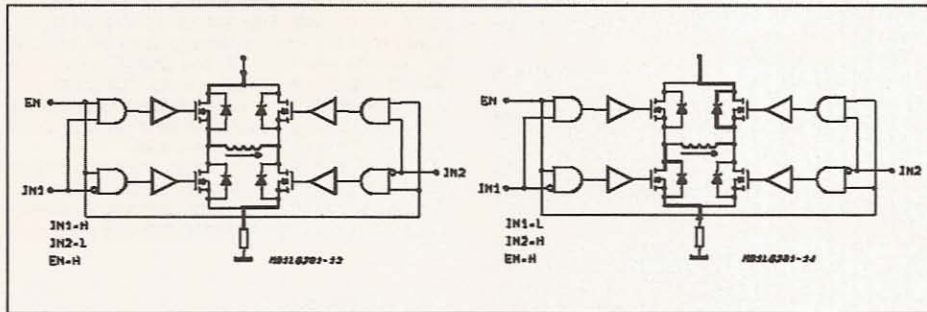 EN
IN1
IN2
IN1=H
IN2=L
EN=H
EN
IN1
IN2
IN1=L
IN2=H
EN=H